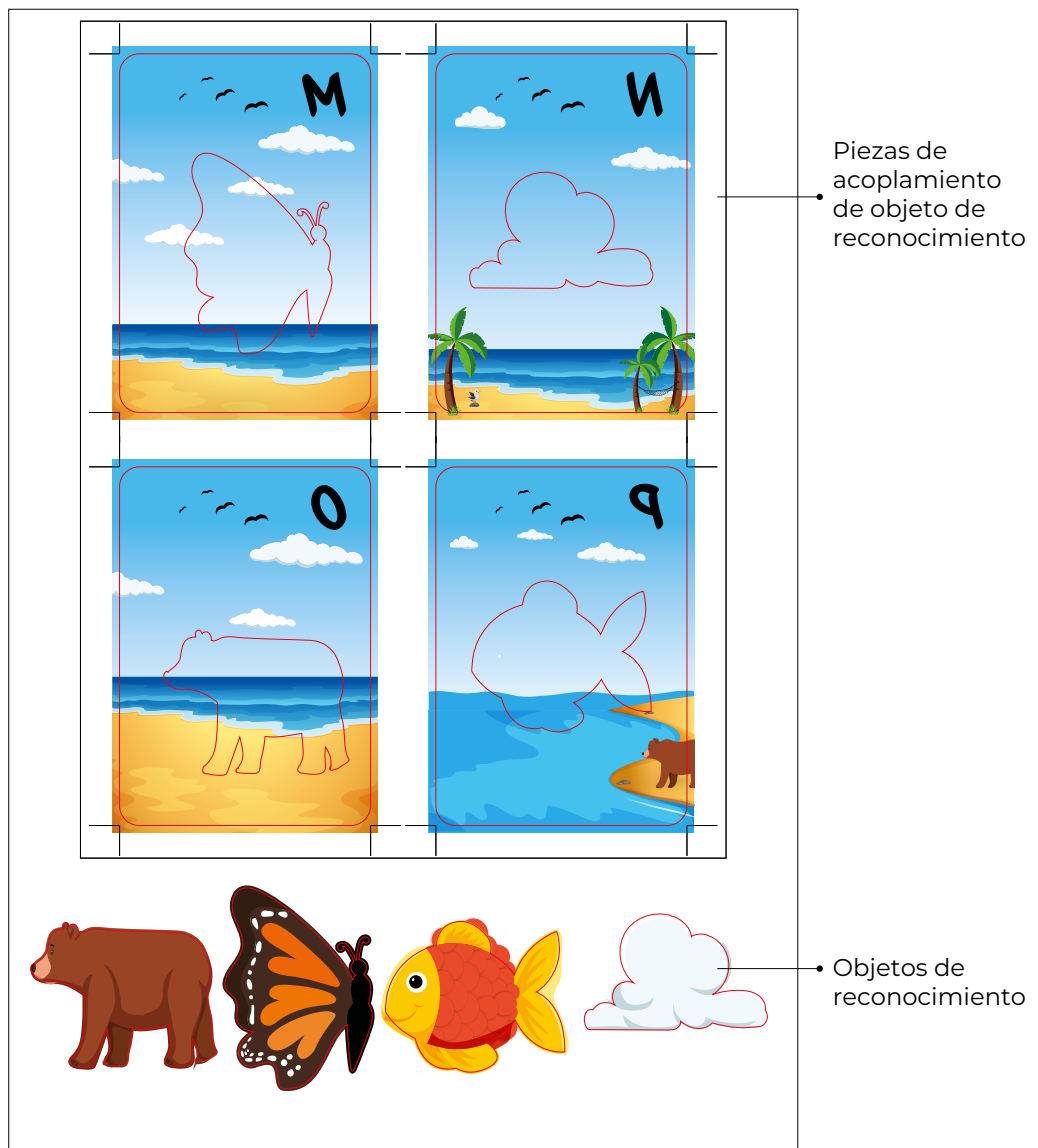 M
N
Piezas de
acoplamiento
de objeto de
reconocimiento
O
P
Objetos de
reconocimiento